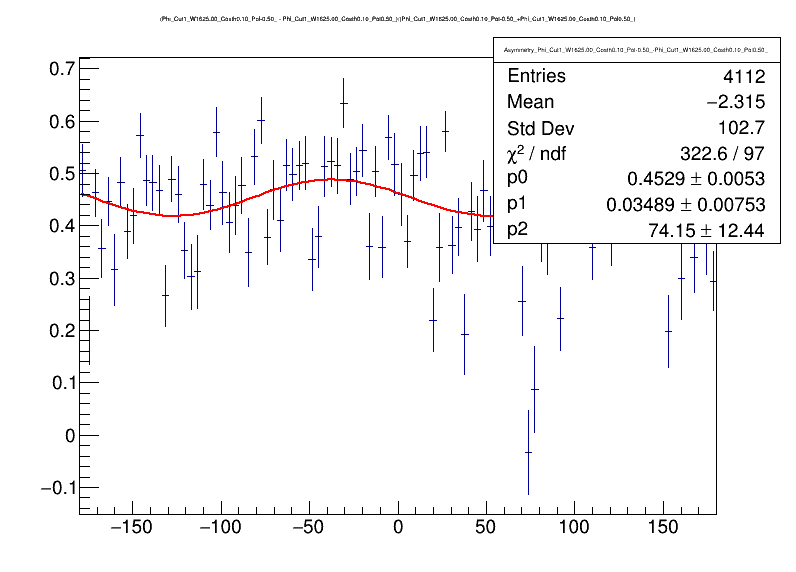 (Phi_Cut1_W1625.00_Costh0.10_Pol-0.50_ - Phi_Cut1_W1625.00_Costh0.10_Pol0.50_)/(Phi_Cut1_W1625.00_Costh0.10_Pol-0.50_+Phi_Cut1_W1625.00_Costh0.10_Pol0.50_)
Asymmetry_Phi_Cut1_W1625.00_Costh0.10_Pol-0.50_-Phi_Cut1_W1625.00_Costh0.10_Pol0.50_
Entries 4112
Mean −2.315
Std Dev 102.7
χ² / ndf 322.6 / 97
p0 0.4529 ± 0.0053
p1 0.03489 ± 0.00753
p2 74.15 ± 12.44
0.7
0.6
0.5
0.4
0.3
0.2
0.1
0
−0.1
−150 −100 −50 0 50 100 150